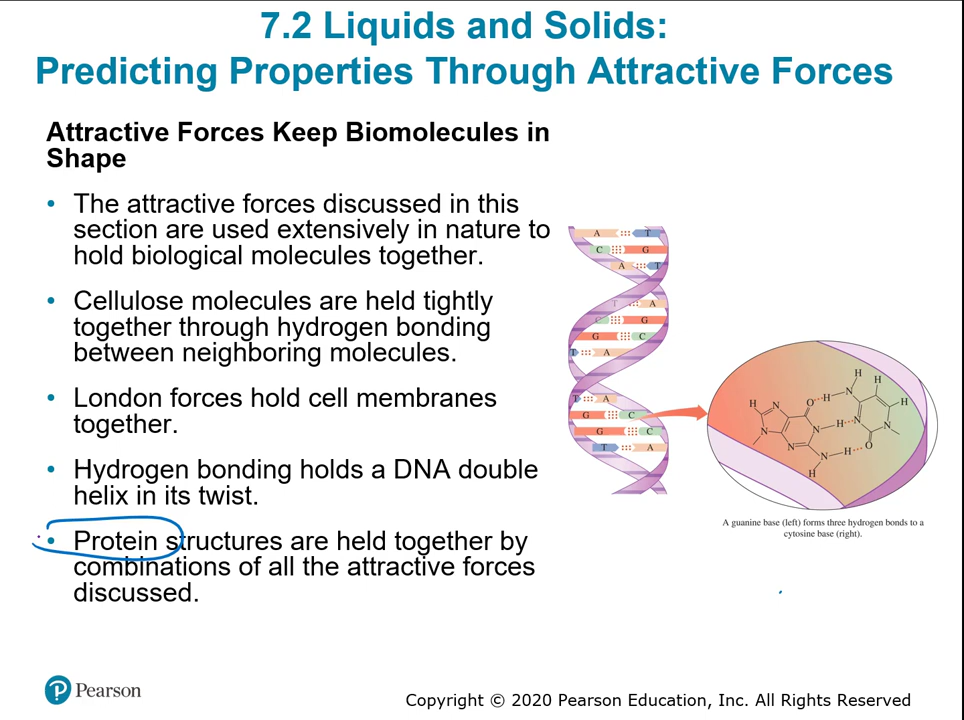 7.2 Liquids and Solids:
Predicting Properties Through Attractive Forces
Attractive Forces Keep Biomolecules in
Shape
• The attractive forces discussed in this
section are used extensively in nature to
hold biological molecules together.
• Cellulose molecules are held tightly
together through hydrogen bonding
between neighboring molecules.
• London forces hold cell membranes
together.
• Hydrogen bonding holds a DNA double
helix in its twist.
• Protein structures are held together by
combinations of all the attractive forces
discussed.
A T
C G
A T
T A
C G
G C
T A
T A
G C
G C
T A
H N O H N H H H
N N H N N
N N H O
H
A guanine base (left) forms three hydrogen bonds to a
cytosine base (right).
P Pearson
Copyright © 2020 Pearson Education, Inc. All Rights Reserved